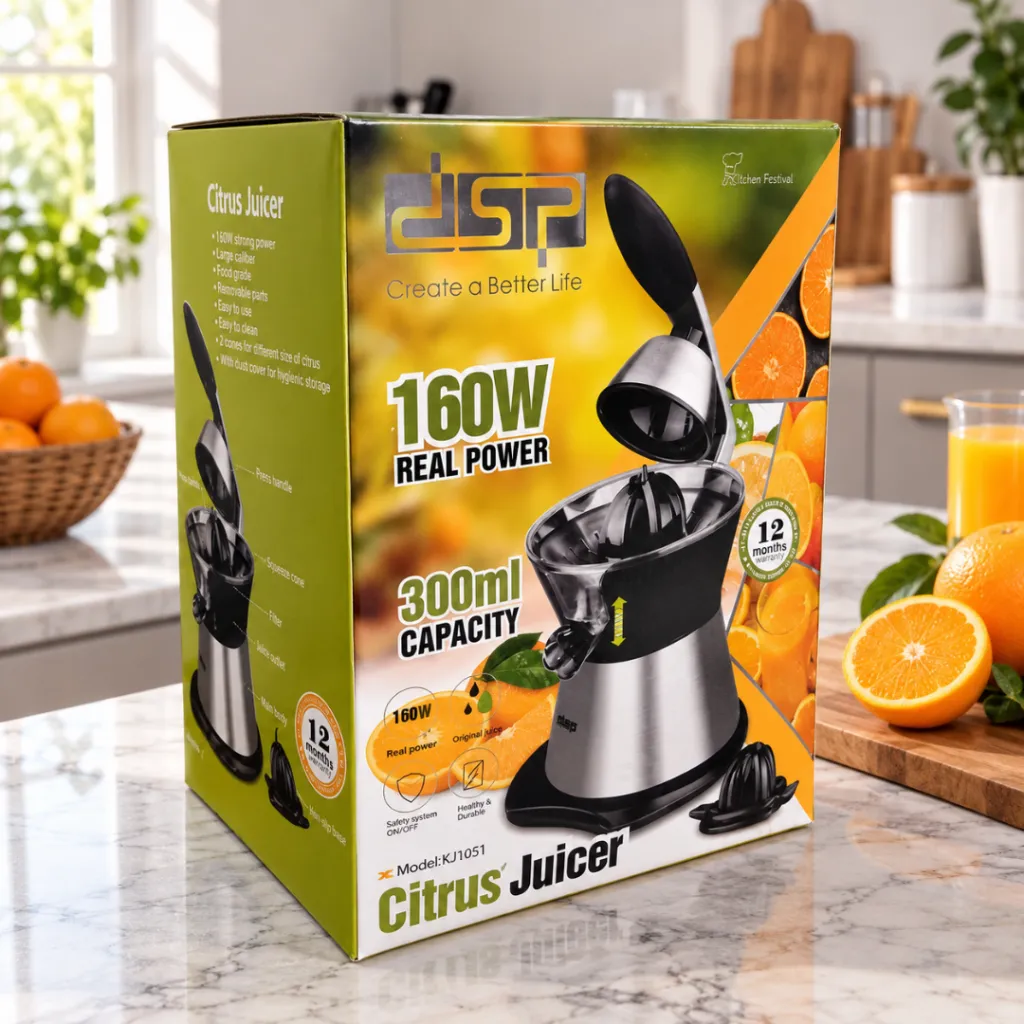 Citrus Juicer
• 160W strong power
• Large caliber
• Food grade
• Removable parts
• Easy to use
• Easy to clean
• 2 cones for different size of citrus
• With dust cover for hygienic storage
Press handle
Squeeze cone
Filter
Juice outlet
Main body
Non-slip base
12
months
warranty
dsp
Create a Better Life
Kitchen Festival
160W
REAL POWER
300ml
CAPACITY
12
months
warranty
dsp
160W
Real power
Original juice
Safety system
ON/OFF
Healthy &
Durable
Model:KJ1051
Citrus Juicer